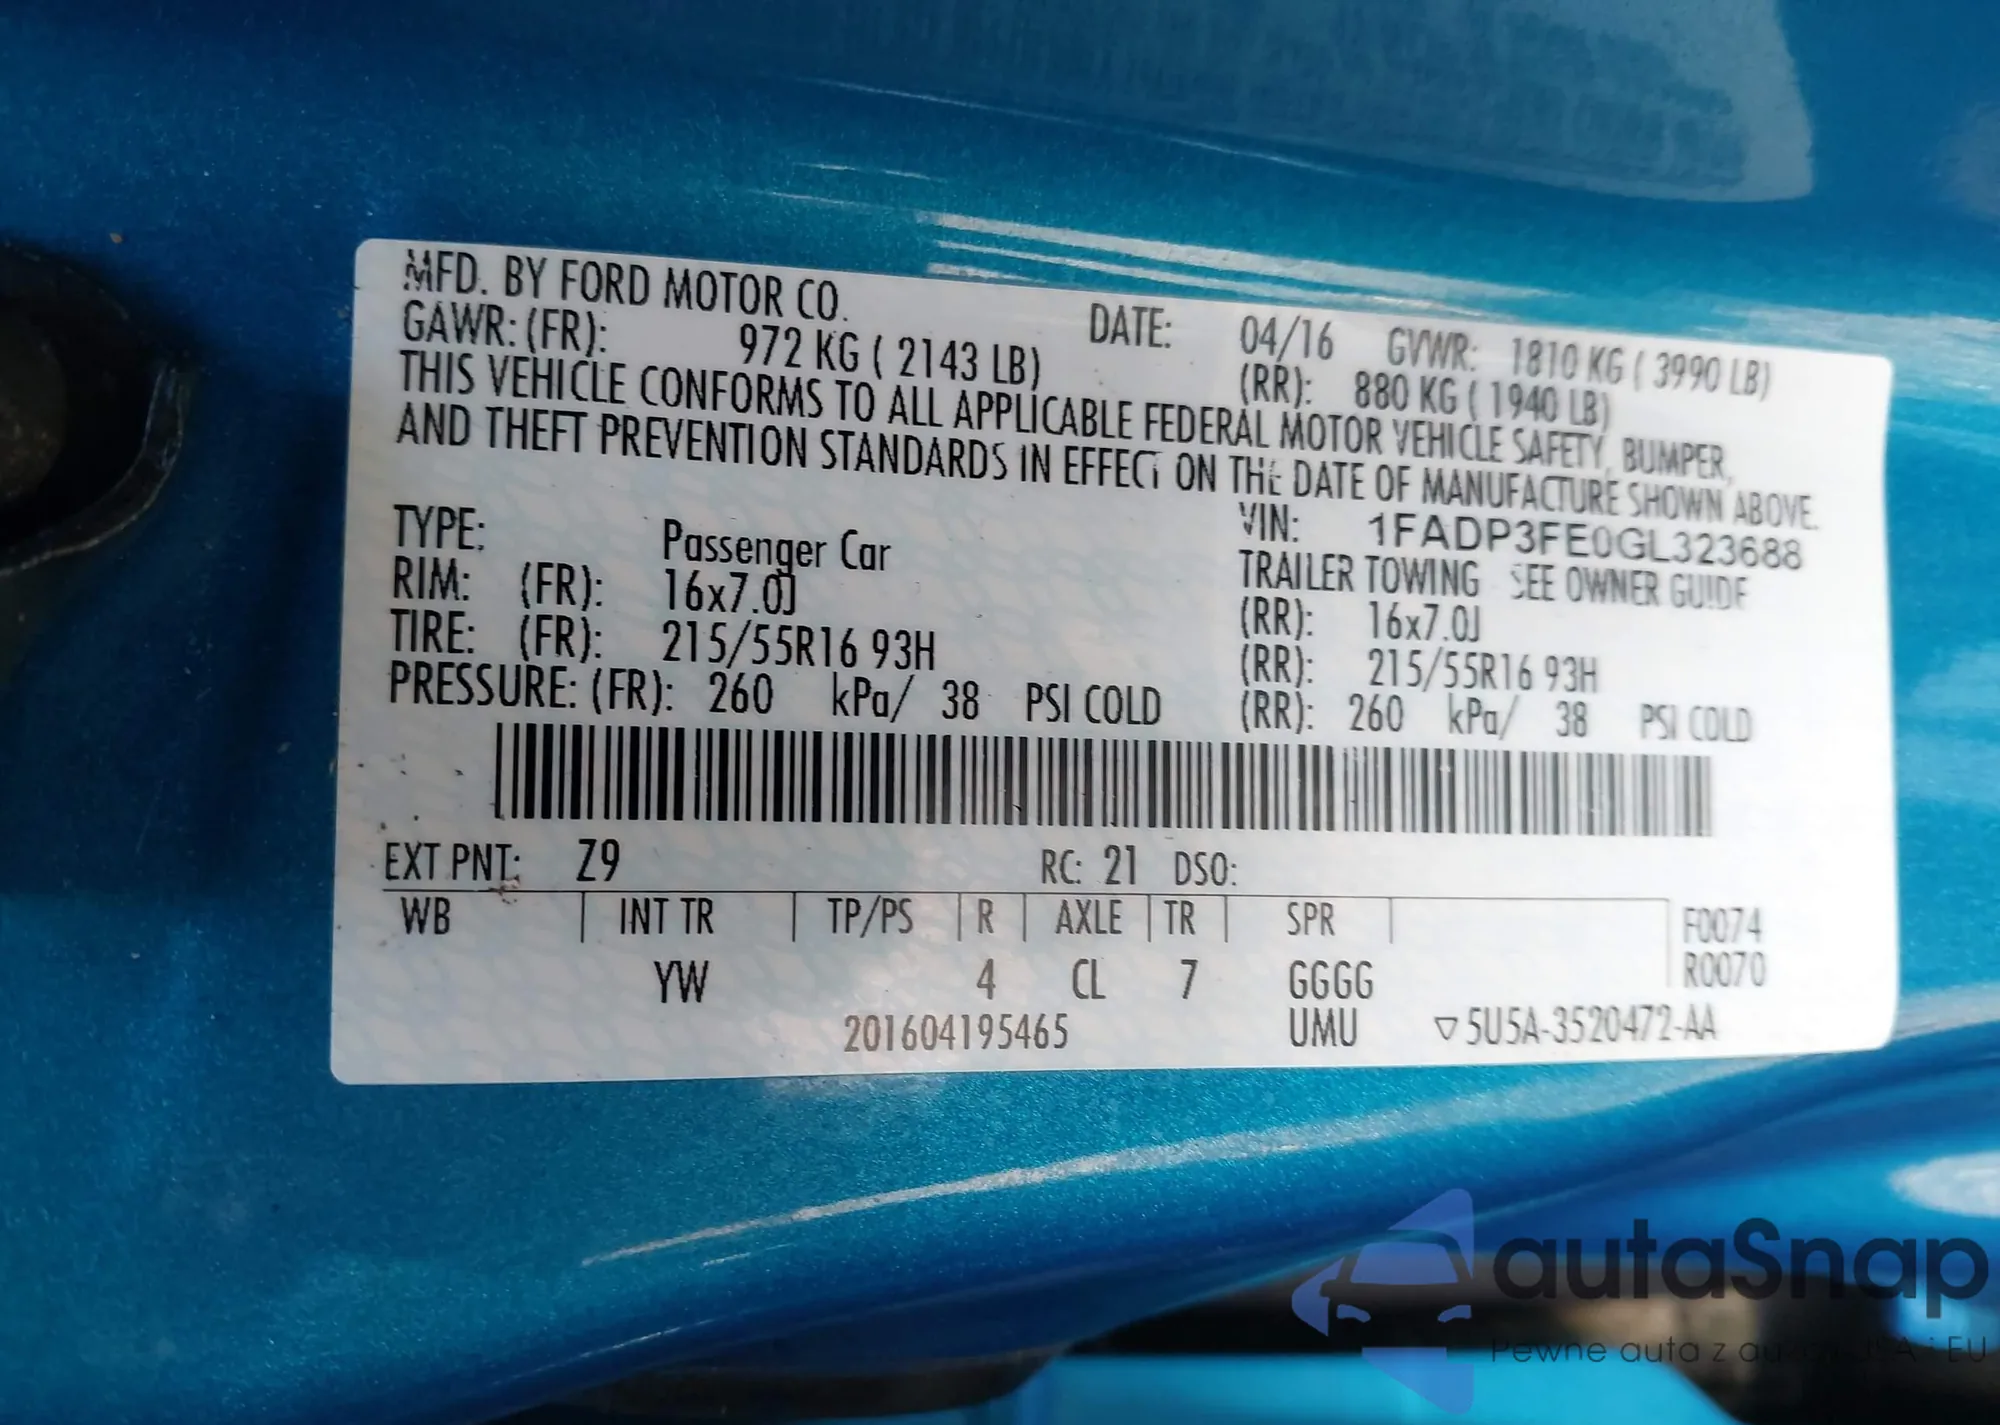 MFD. BY FORD MOTOR CO. DATE: 04/16 GVWR: 1810 KG ( 3990 LB)
GAWR: (FR): 972 KG ( 2143 LB) (RR): 880 KG ( 1940 LB)
THIS VEHICLE CONFORMS TO ALL APPLICABLE FEDERAL MOTOR VEHICLE SAFETY, BUMPER,
AND THEFT PREVENTION STANDARDS IN EFFECT ON THE DATE OF MANUFACTURE SHOWN ABOVE.
VIN: 1FADP3FE0GL323688
TYPE: Passenger Car TRAILER TOWING SEE OWNER GUIDE
RIM: (FR): 16x7.0J (RR): 16x7.0J
TIRE: (FR): 215/55R16 93H (RR): 215/55R16 93H
PRESSURE: (FR): 260 kPa/ 38 PSI COLD (RR): 260 kPa/ 38 PSI COLD
EXT PNT: Z9 RC: 21 DSO:
WB INT TR TP/PS R AXLE TR SPR F0074
YW 4 CL 7 GGGG R0070
201604195465 UMU ▽5U5A-3520472-AA
autaSnap
Pewne auta z USA i EU